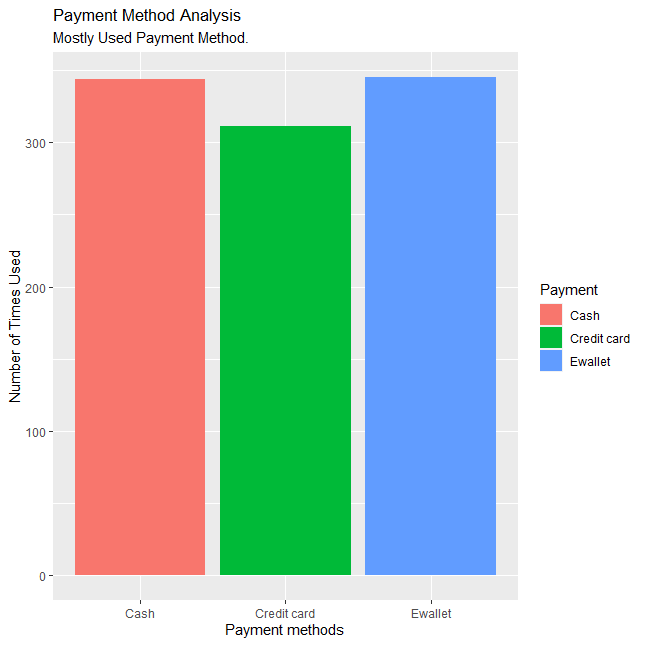 Payment Method Analysis
Mostly Used Payment Method.
Number of Times Used
300
200
100
0
Cash
Credit card
Ewallet
Payment methods
Payment
Cash
Credit card
Ewallet